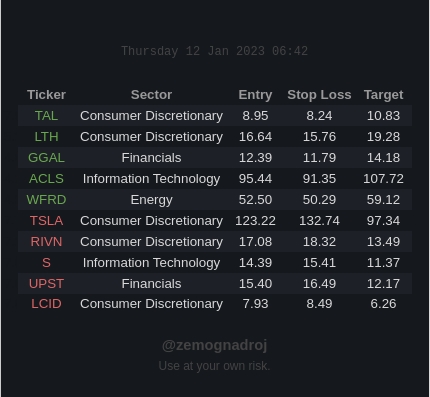 Thursday 12 Jan 2023 06:42
Ticker Sector Entry Stop Loss Target
TAL Consumer Discretionary 8.95 8.24 10.83
LTH Consumer Discretionary 16.64 15.76 19.28
GGAL Financials 12.39 11.79 14.18
ACLS Information Technology 95.44 91.35 107.72
WFRD Energy 52.50 50.29 59.12
TSLA Consumer Discretionary 123.22 132.74 97.34
RIVN Consumer Discretionary 17.08 18.32 13.49
S Information Technology 14.39 15.41 11.37
UPST Financials 15.40 16.49 12.17
LCID Consumer Discretionary 7.93 8.49 6.26
@zemognadroj
Use at your own risk.